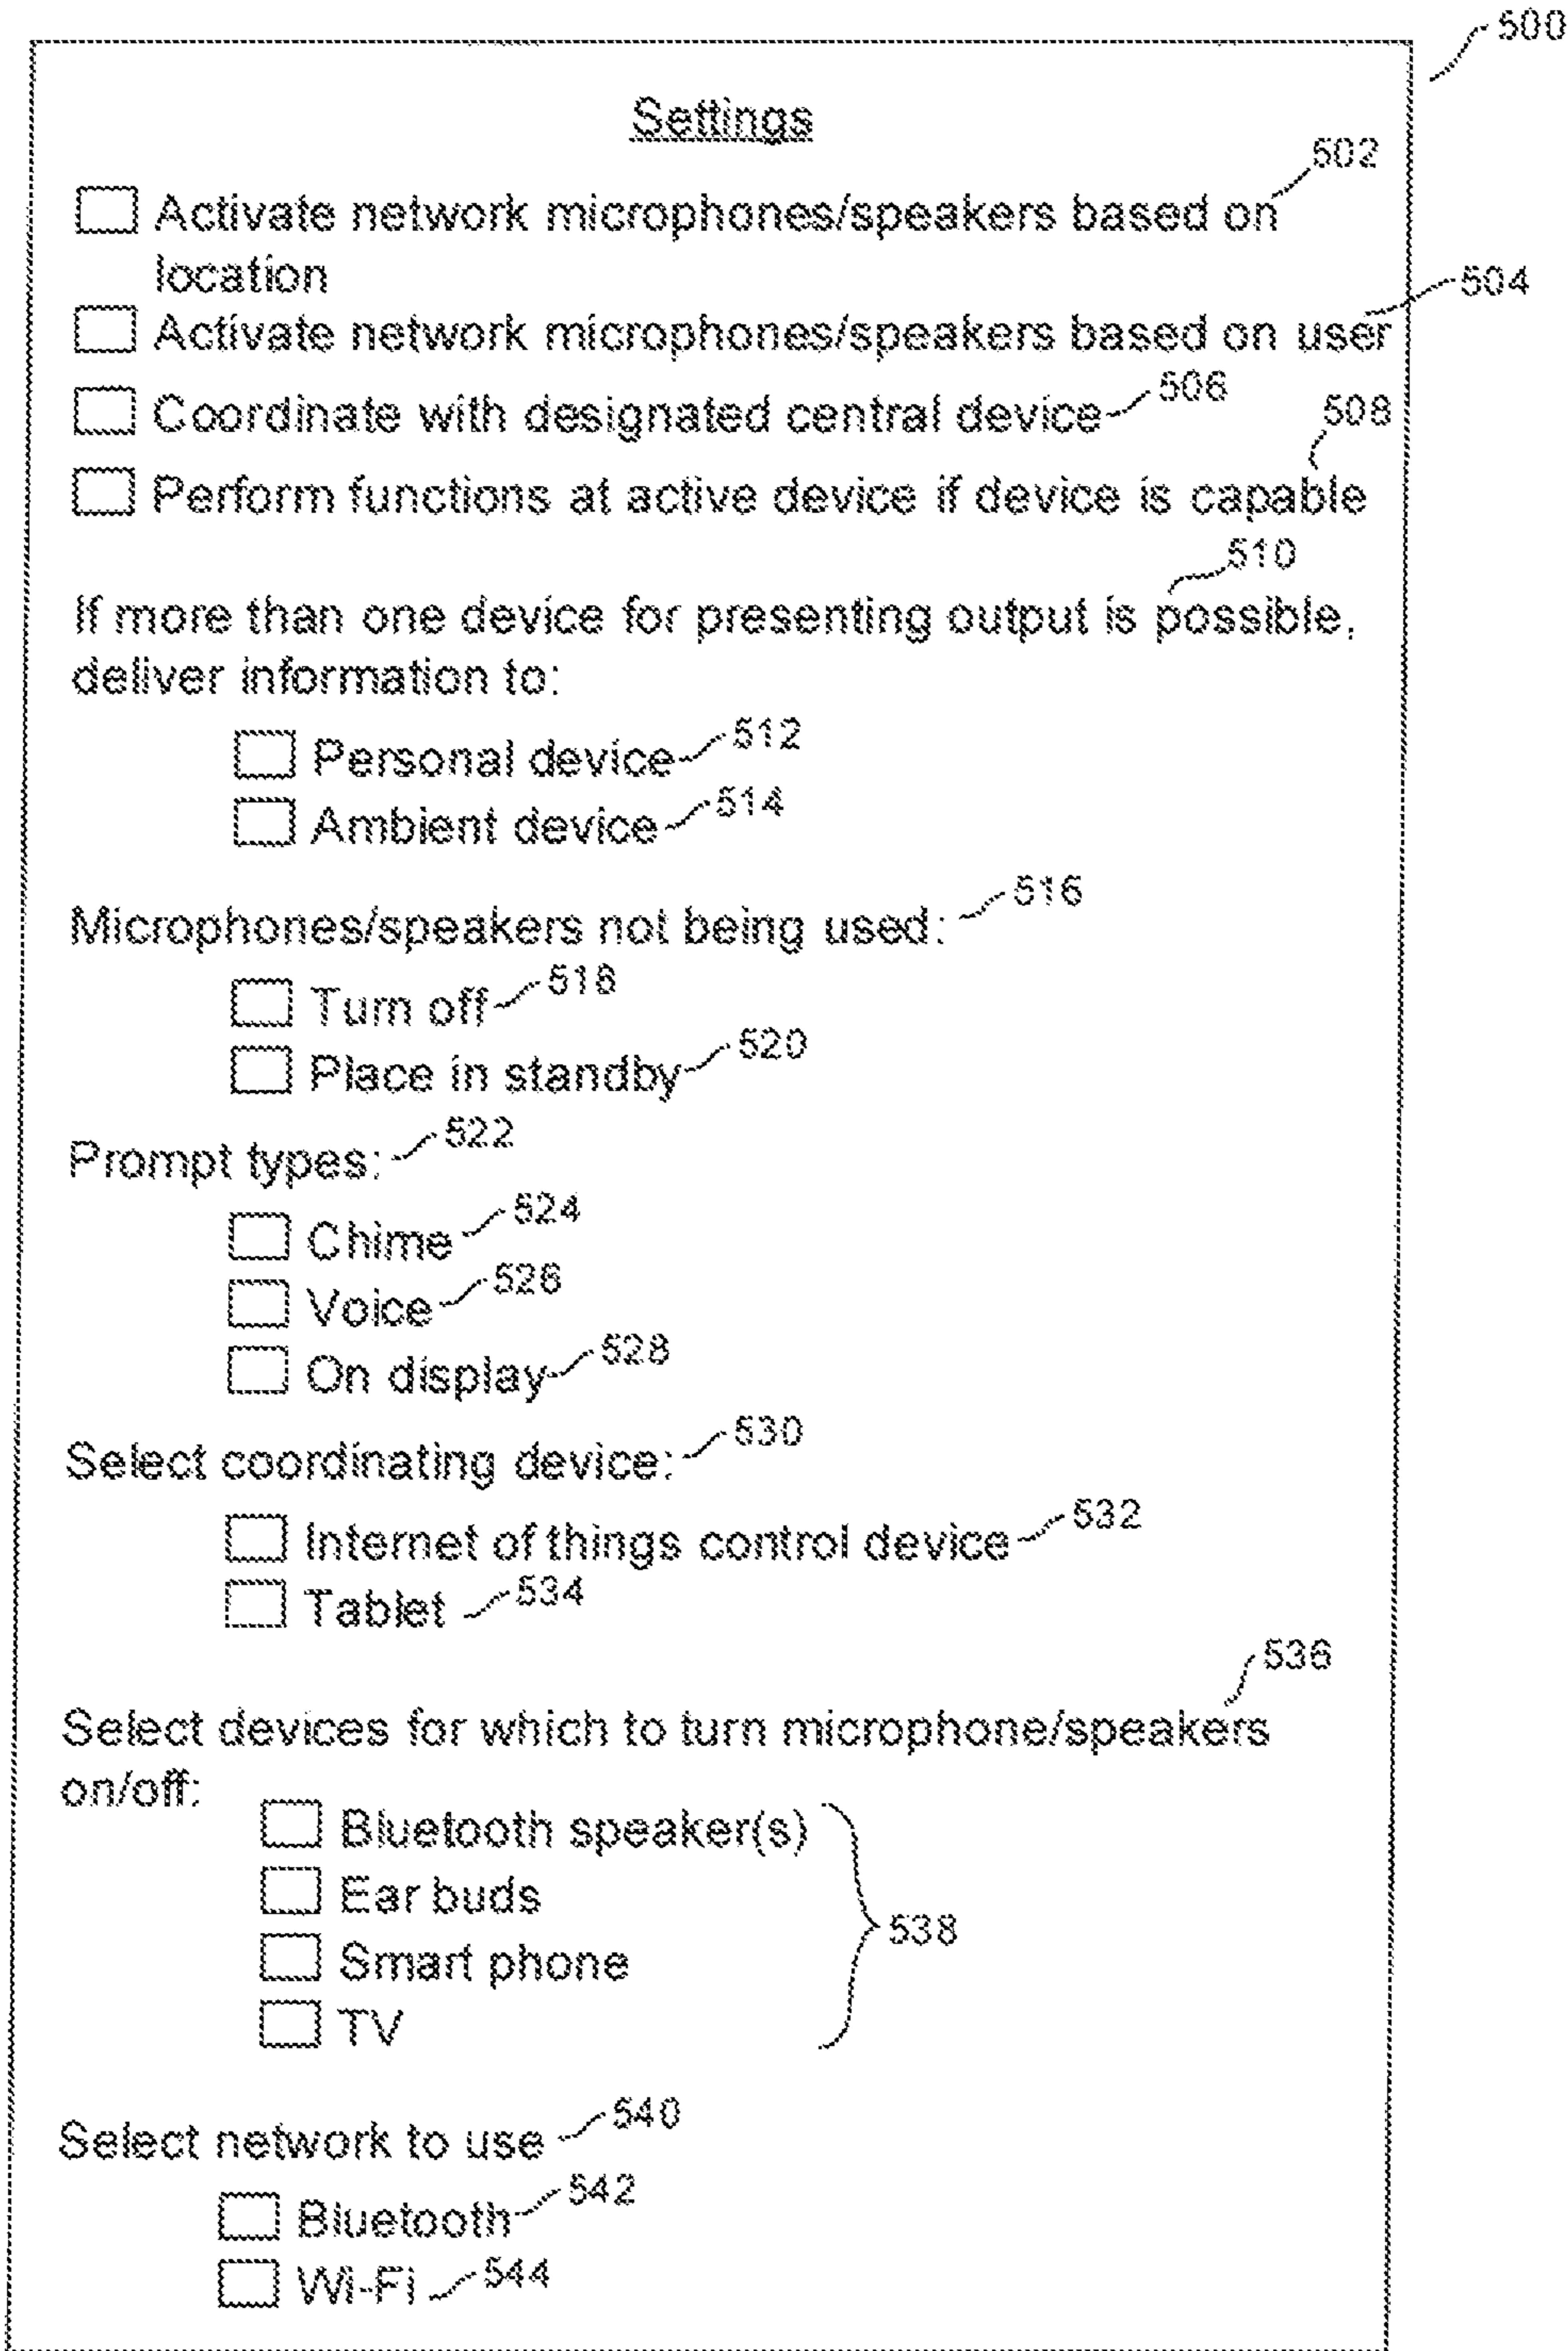 500
Settings
502
Activate network microphones/speakers based on
location
504
Activate network microphones/speakers based on user
Coordinate with designated central device 506
508
Perform functions at active device if device is capable
510
If more than one device for presenting output is possible,
deliver information to:
Personal device 512
Ambient device 514
Microphones/speakers not being used: 516
Turn off 518
Place in standby 520
Prompt types: 522
Chime 524
Voice 526
On display 528
Select coordinating device: 530
Internet of things control device 532
Tablet 534
536
Select devices for which to turn microphone/speakers
on/off:
Bluetooth speaker(s)
Ear buds
538
Smart phone
TV
Select network to use 540
Bluetooth 542
Wi-Fi 544